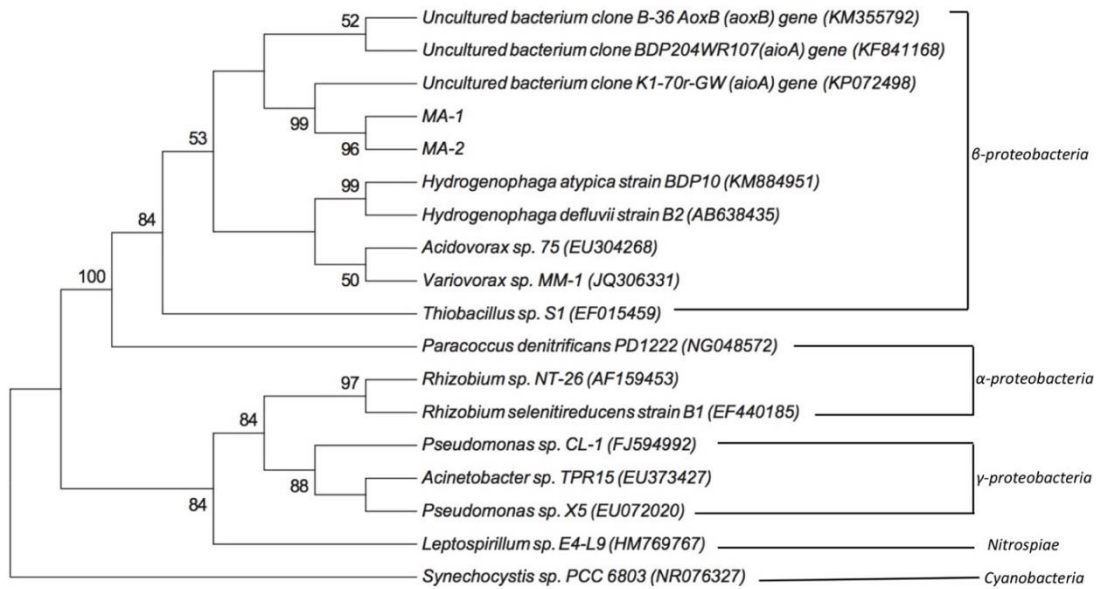 52
Uncultured bacterium clone B-36 AoxB (aoxB) gene (KM355792)
Uncultured bacterium clone BDP204WR107(aioA) gene (KF841168)
Uncultured bacterium clone K1-70r-GW (aioA) gene (KP072498)
99
MA-1
53
96
MA-2
β-proteobacteria
99
Hydrogenophaga atypica strain BDP10 (KM884951)
84
Hydrogenophaga defluvii strain B2 (AB638435)
Acidovorax sp. 75 (EU304268)
100
50
Variovorax sp. MM-1 (JQ306331)
Thiobacillus sp. S1 (EF015459)
Paracoccus denitrificans PD1222 (NG048572)
97
Rhizobium sp. NT-26 (AF159453)
α-proteobacteria
84
Rhizobium selenitireducens strain B1 (EF440185)
Pseudomonas sp. CL-1 (FJ594992)
88
Acinetobacter sp. TPR15 (EU373427)
γ-proteobacteria
84
Pseudomonas sp. X5 (EU072020)
Leptospirillum sp. E4-L9 (HM769767)
Nitrospiae
Synechocystis sp. PCC 6803 (NR076327)
Cyanobacteria